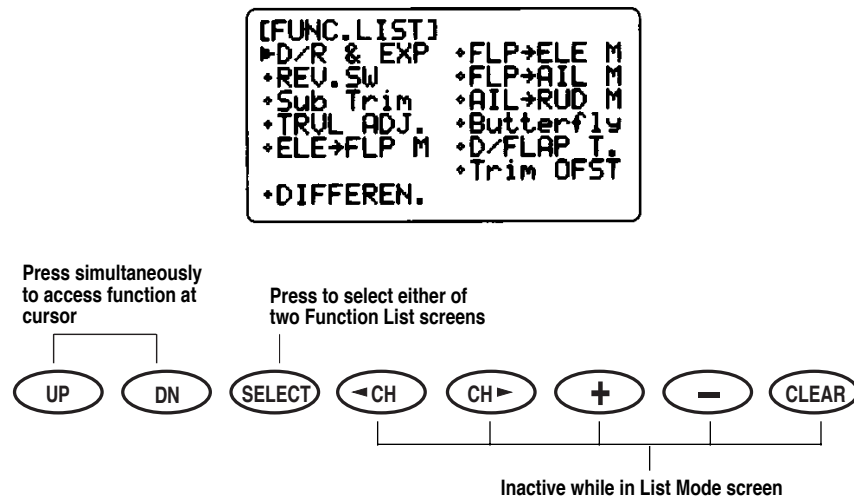 [FUNC.LIST]
D/R & EXP
REV.SW
Sub Trim
TRVL ADJ.
ELE→FLP M
DIFFEREN.
FLP→ELE M
FLP→AIL M
AIL→RUD M
Butterfly
D/FLAP T.
Trim OFST
Press simultaneously
to access function at
cursor
Press to select either of
two Function List screens
UP
DN
SELECT
◄CH
CH►
+
–
CLEAR
Inactive while in List Mode screen